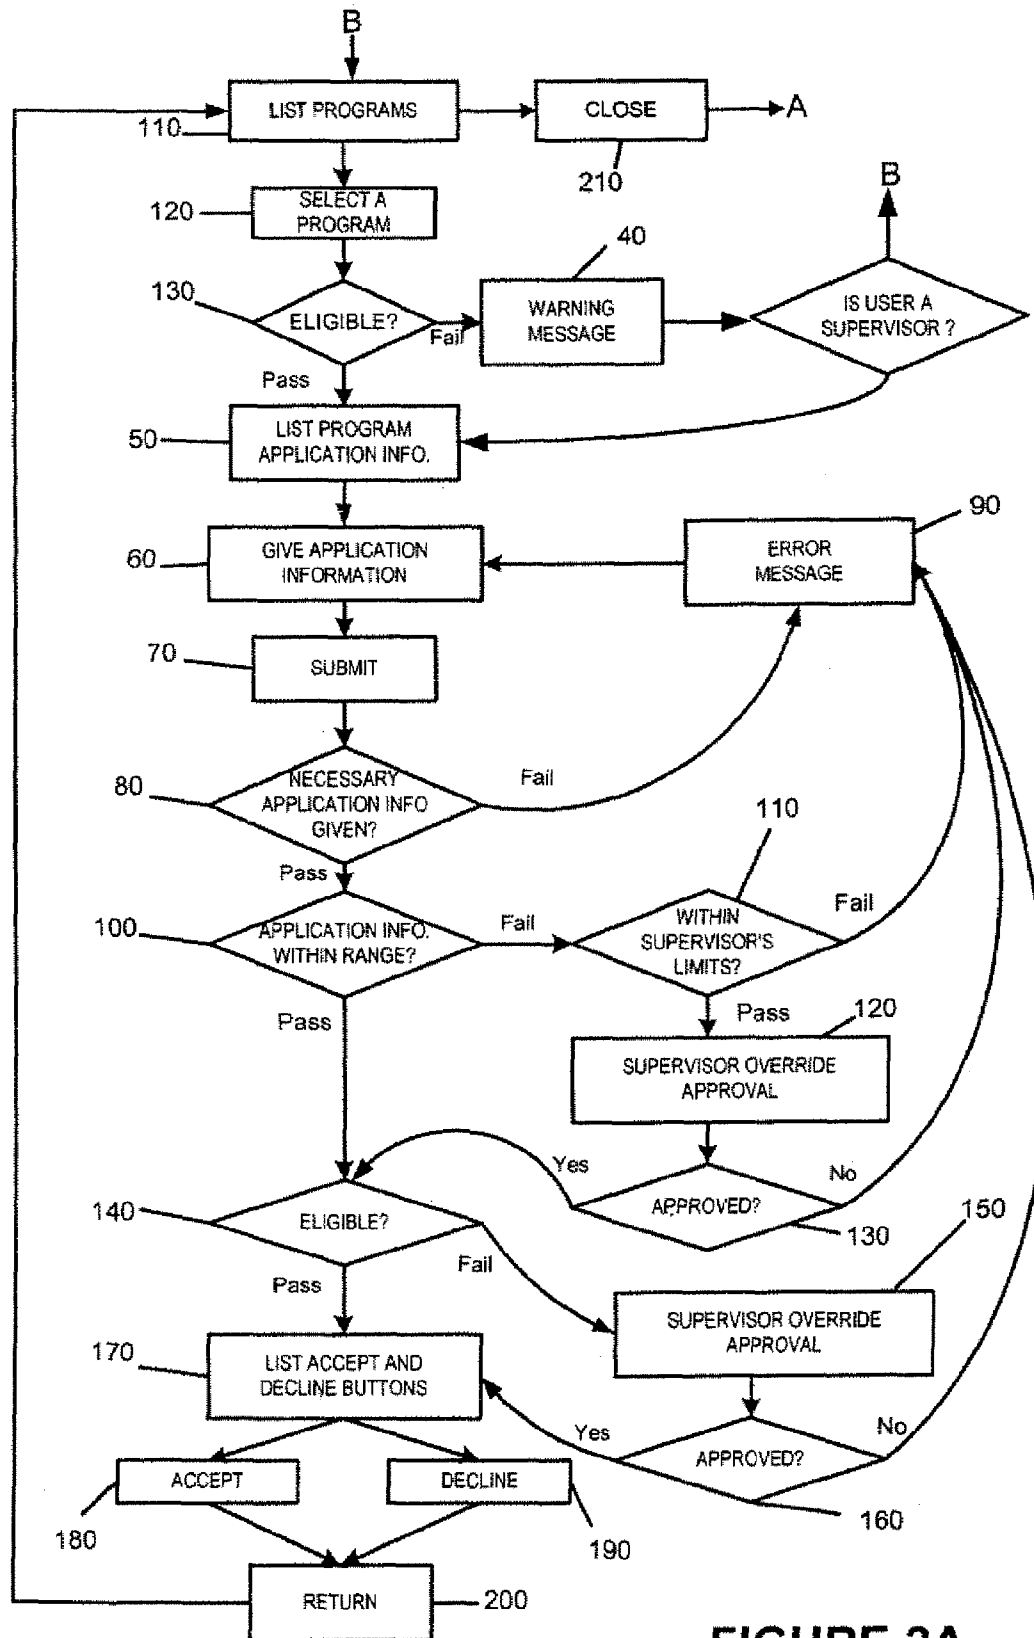 B
LIST PROGRAMS
CLOSE
A
110
210
B
SELECT A
PROGRAM
120
40
130
ELIGIBLE?
Fail
WARNING
MESSAGE
IS USER A
SUPERVISOR ?
Pass
50
LIST PROGRAM
APPLICATION INFO.
90
60
GIVE APPLICATION
INFORMATION
ERROR
MESSAGE
70
SUBMIT
80
NECESSARY
APPLICATION INFO
GIVEN?
Fail
110
Pass
100
APPLICATION INFO.
WITHIN RANGE?
Fail
WITHIN
SUPERVISOR'S
LIMITS?
Fail
Pass
Pass
120
SUPERVISOR OVERRIDE
APPROVAL
Yes
No
APPROVED?
130
140
ELIGIBLE?
Fail
150
Pass
SUPERVISOR OVERRIDE
APPROVAL
170
LIST ACCEPT AND
DECLINE BUTTONS
Yes
No
APPROVED?
160
ACCEPT
DECLINE
180
190
RETURN
200